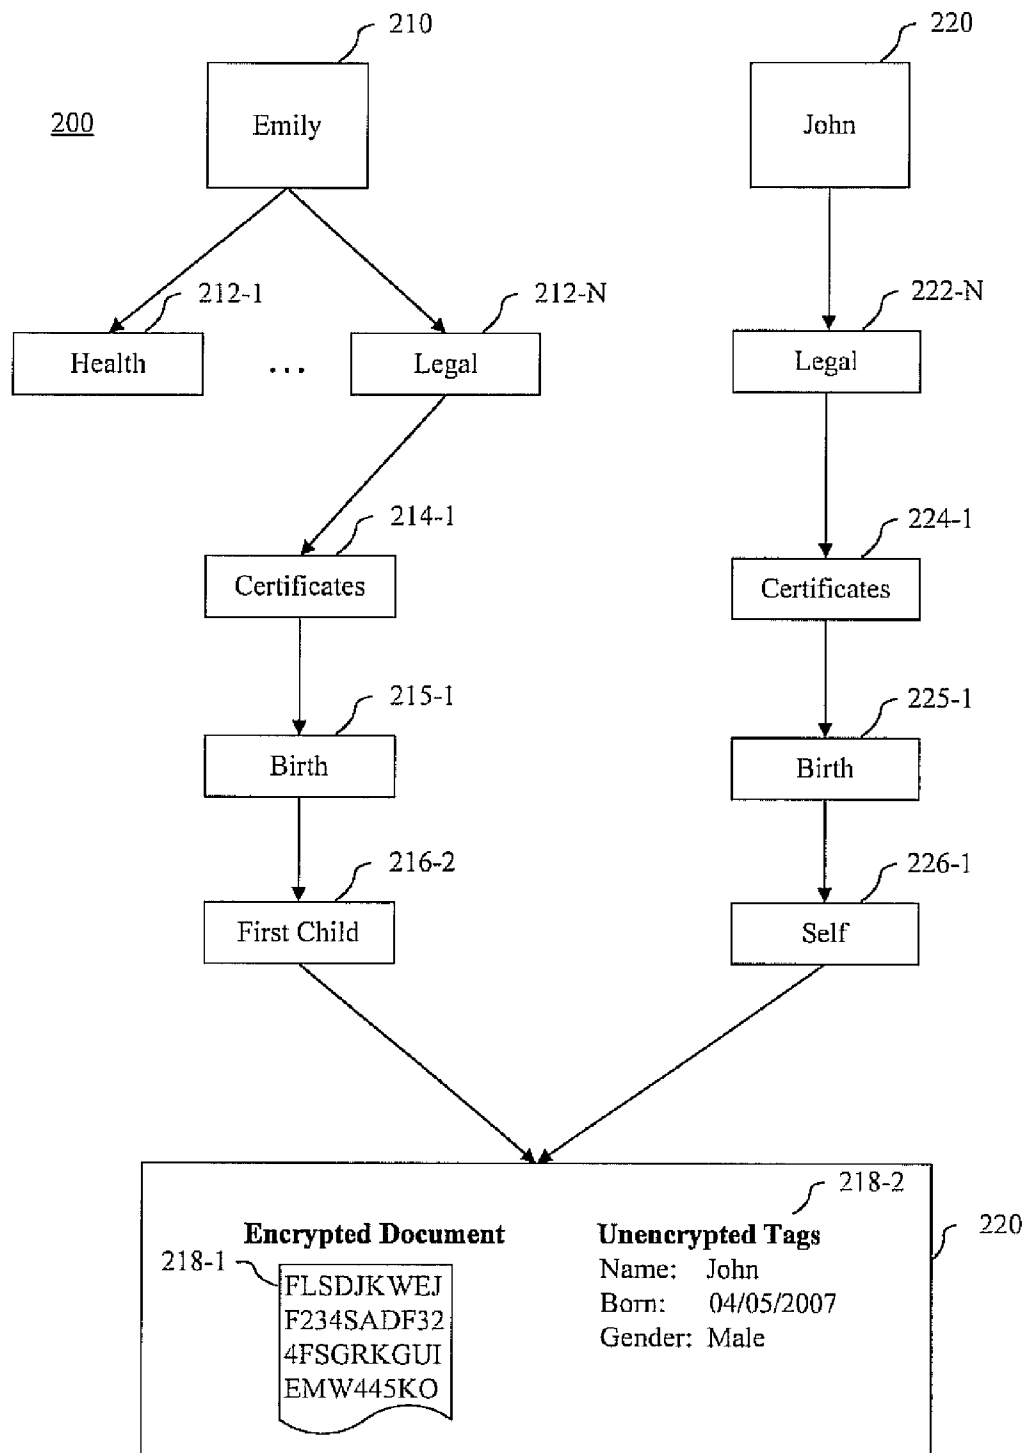 210
220
200
Emily
John
212-1
212-N
222-N
Health
...
Legal
Legal
214-1
224-1
Certificates
Certificates
215-1
225-1
Birth
Birth
216-2
226-1
First Child
Self
218-2
220
Encrypted Document
Unencrypted Tags
218-1
Name: John
Born: 04/05/2007
Gender: Male
FLSDJKWEJ
F234SADF32
4FSGRKGUI
EMW445KO